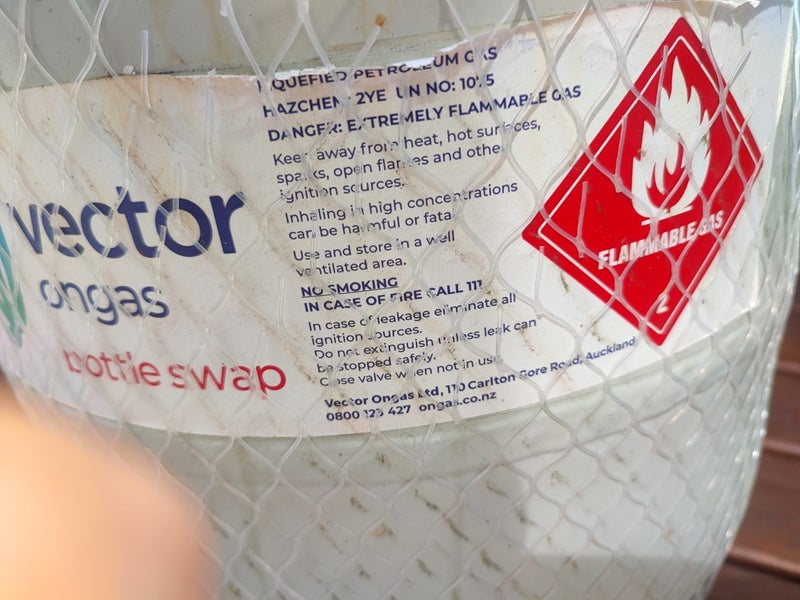 LIQUEFIED PETROLEUM GAS
HAZCHEM: 2YE UN NO: 1075
DANGER: EXTREMELY FLAMMABLE GAS
Keep away from heat, hot surfaces,
sparks, open flames and other
ignition sources.
Inhaling in high concentrations
can be harmful or fatal
Use and store in a well
ventilated area.
NO SMOKING
IN CASE OF FIRE CALL 111
In case of leakage eliminate all
ignition sources.
Do not extinguish unless leak can
be stopped safely.
Close valve when not in use.
Vector Ongas Ltd, 110 Carlton Gore Road, Auckland
0800 123 427 ongas.co.nz
vector
ongas
bottle swap
FLAMMABLE GAS
2